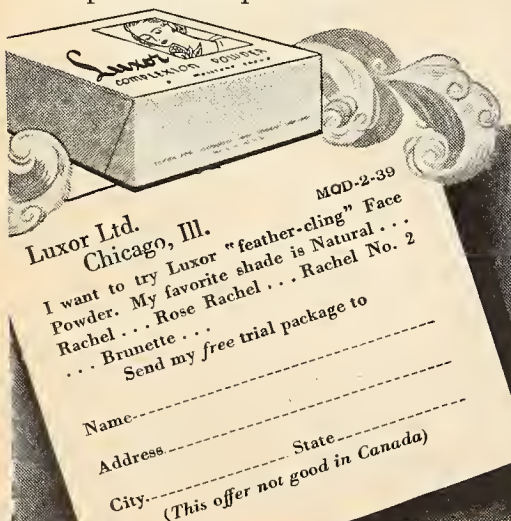 Luxor
COMPLEXION POWDER
MOD-2-39
Luxor Ltd.
Chicago, Ill.
I want to try Luxor "feather-cling" Face
Powder. My favorite shade is Natural . . .
Rachel . . . Rose Rachel . . . Rachel No. 2
. . . Brunette . . .
Send my free trial package to
Name
Address
City State
(This offer not good in Canada)